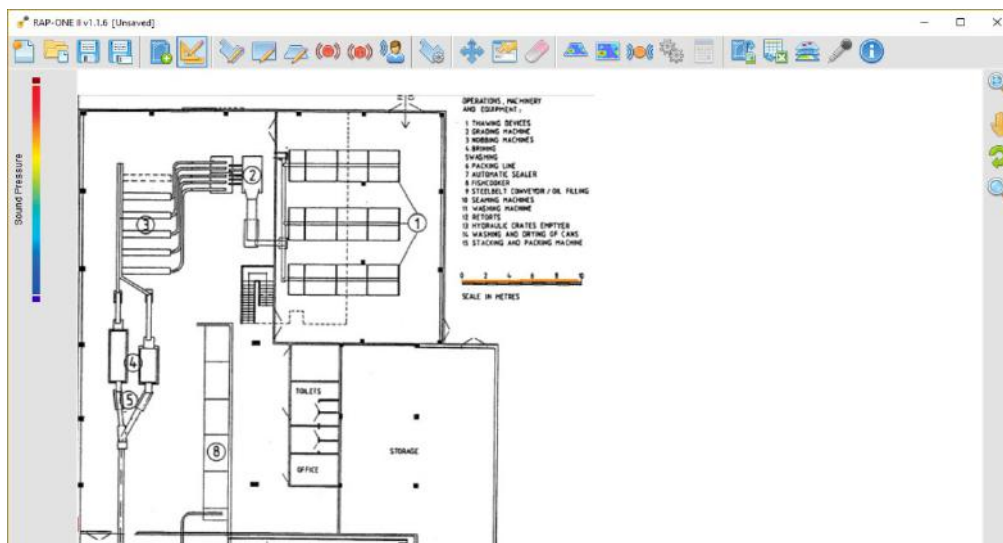 RAP-ONE II v1.1.6 [Unsaved]
Sound Pressure
OPERATIONS, MACHINERY
AND EQUIPMENT:
1 THAWING DEVICES
2 GRADING MACHINE
3 NOBBING MACHINES
4 BRINING
5 WASHING
6 PACKING LINE
7 AUTOMATIC SEALER
8 FISHCOOKER
9 STEELBELT CONVEYOR / OIL FILLING
10 SEAMING MACHINES
11 WASHING MACHINE
12 RETORTS
13 HYDRAULIC CRATES EMPTYER
14 WASHING AND DRYING OF CANS
15 STACKING AND PACKING MACHINE
0 2 4 6 8 10
SCALE IN METRES
2
3
1
4
5
8
TOILETS
OFFICE
STORAGE